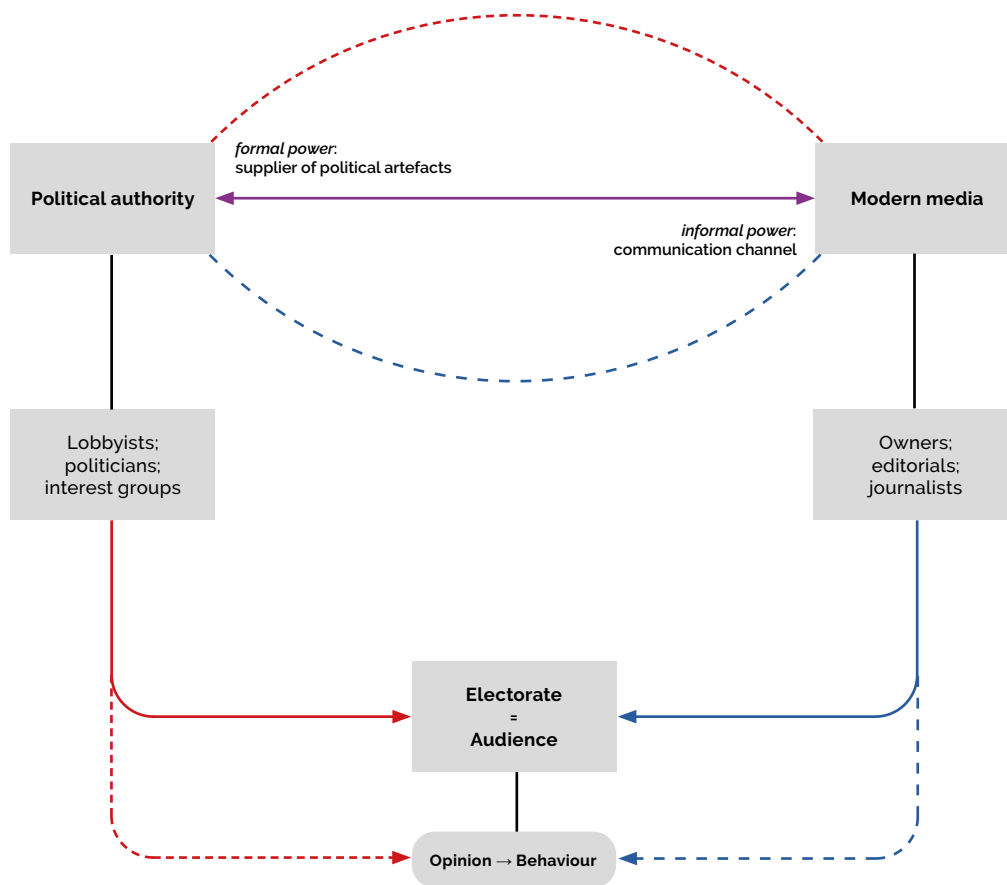 formal power:
supplier of political artefacts
Political authority
Modern media
informal power:
communication channel
Lobbyists;
politicians;
interest groups
Owners;
editorials;
journalists
Electorate
=
Audience
Opinion → Behaviour